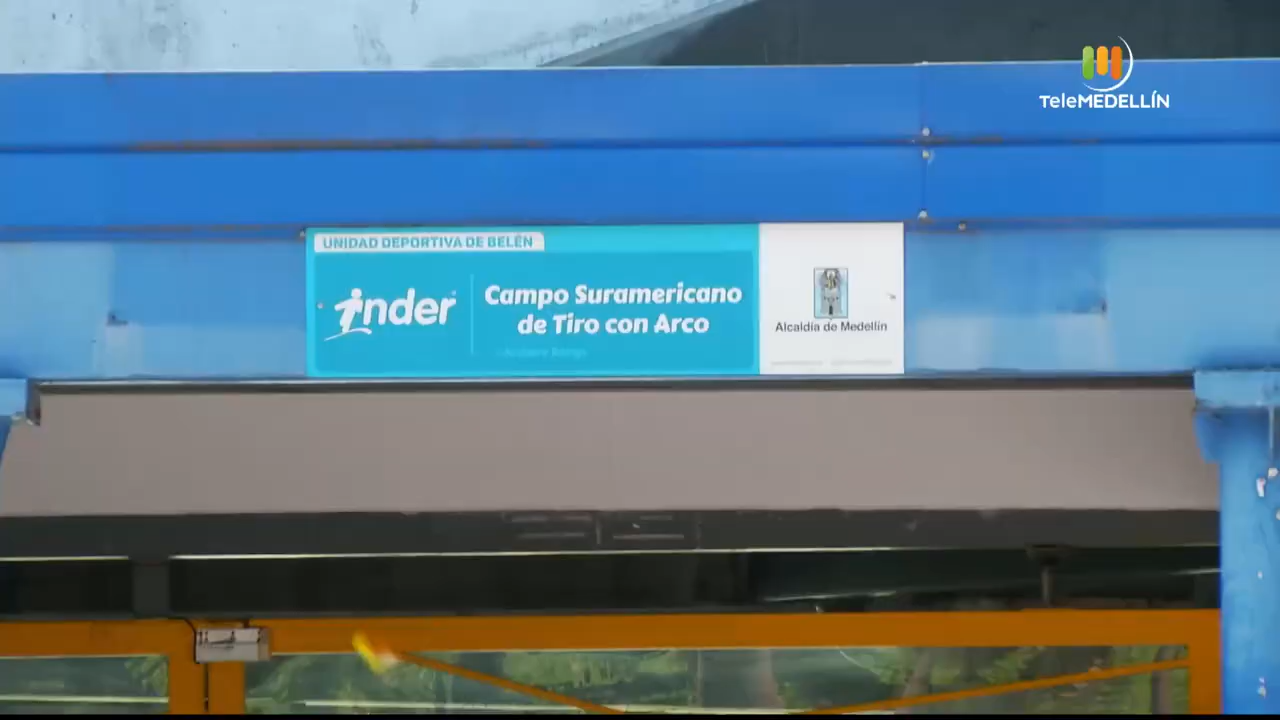 TeleMEDELLÍN
UNIDAD DEPORTIVA DE BELÉN
inder
Campo Suramericano
de Tiro con Arco
Alcaldía de Medellín